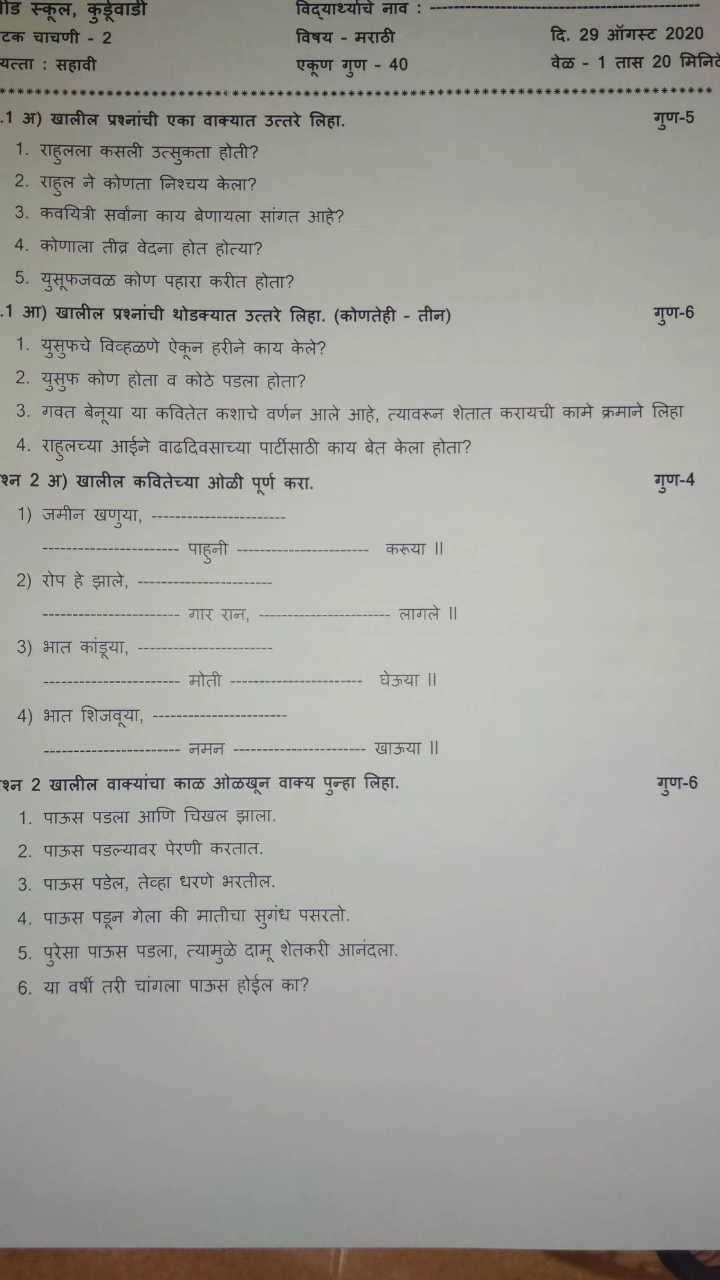 स्कूल, कुर्डूवाडी विद्यार्थ्याचे नाव : --------------------------------------------
चाचणी - 2 विषय - मराठी दि. 29 ऑगस्ट 2020
: सहावी एकूण गुण - 40 वेळ - 1 तास 20 मिनिटे
.1 अ) खालील प्रश्नांची एका वाक्यात उत्तरे लिहा. गुण-5
1. राहुलला कसली उत्सुकता होती?
2. राहुल ने कोणता निश्चय केला?
3. कवयित्री सर्वांना काय बेणायला सांगत आहे?
4. कोणाला तीव्र वेदना होत होत्या?
5. युसूफजवळ कोण पहारा करीत होता?
.1 आ) खालील प्रश्नांची थोडक्यात उत्तरे लिहा. (कोणतेही - तीन) गुण-6
1. युसुफचे विव्हळणे ऐकून हरीने काय केले?
2. युसुफ कोण होता व कोठे पडला होता?
3. गवत बेनूया या कवितेत कशाचे वर्णन आले आहे, त्यावरून शेतात करायची कामे क्रमाने लिहा
4. राहुलच्या आईने वाढदिवसाच्या पार्टीसाठी काय बेत केला होता?
श्न 2 अ) खालील कवितेच्या ओळी पूर्ण करा. गुण-4
1) जमीन खणुया, -----------------------
----------------------- पाहुनी ----------------------- करूया ॥
2) रोप हे झाले, -----------------------
----------------------- गार रान, ----------------------- लागले ॥
3) भात कांडूया, -----------------------
----------------------- मोती ----------------------- घेऊया ॥
4) भात शिजवूया, -----------------------
----------------------- नमन ----------------------- खाऊया ॥
श्न 2 खालील वाक्यांचा काळ ओळखून वाक्य पुन्हा लिहा. गुण-6
1. पाऊस पडला आणि चिखल झाला.
2. पाऊस पडल्यावर पेरणी करतात.
3. पाऊस पडेल, तेव्हा धरणे भरतील.
4. पाऊस पडून गेला की मातीचा सुगंध पसरतो.
5. पुरेसा पाऊस पडला, त्यामुळे दामू शेतकरी आनंदला.
6. या वर्षी तरी चांगला पाऊस होईल का?